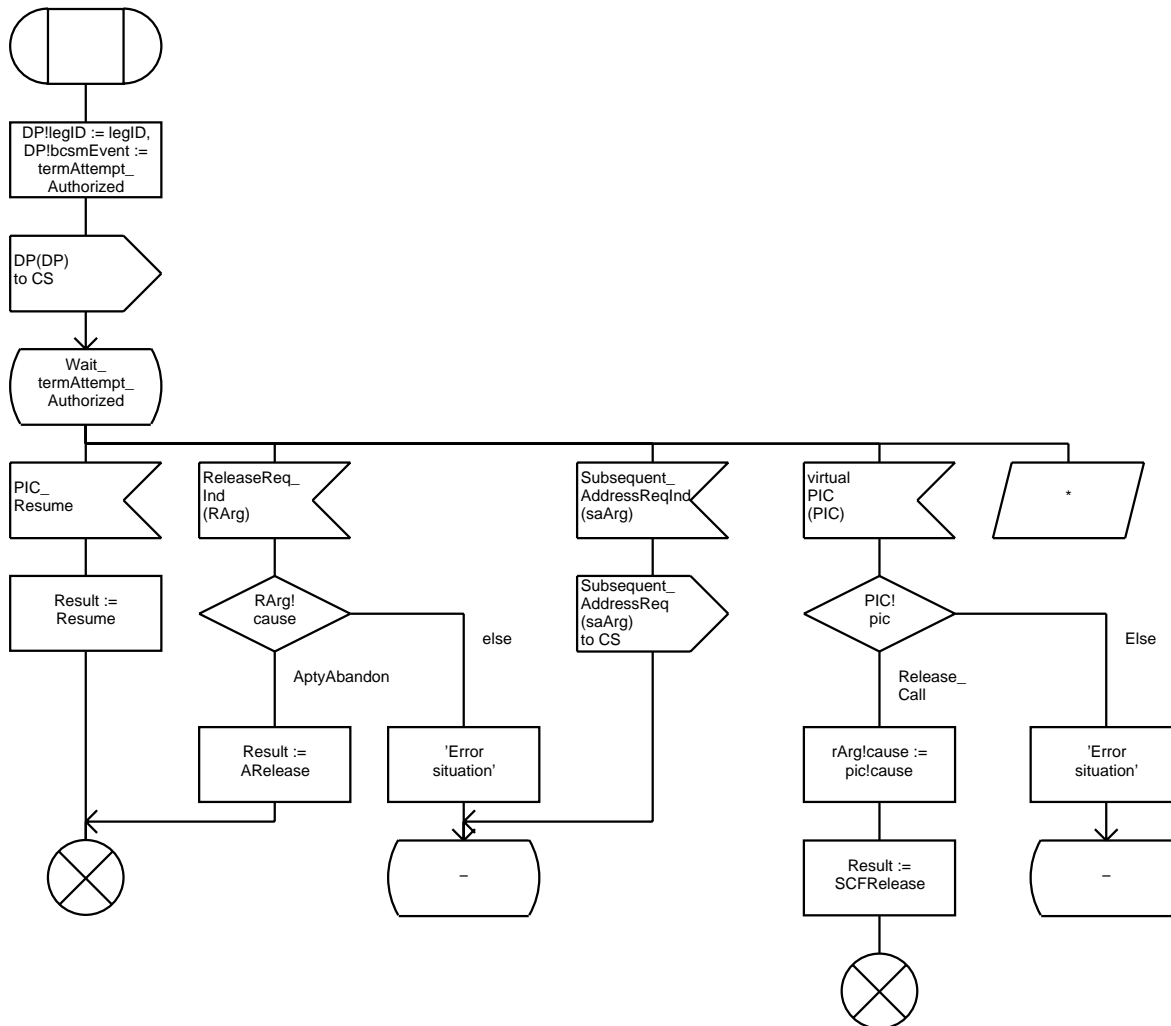 DP!legID := legID,
DP!bcsmEvent :=
termAttempt_
Authorized
DP(DP)
to CS
Wait_
termAttempt_
Authorized
PIC_
Resume
ReleaseReq_
Ind
(RArg)
Subsequent_
AddressReqInd
(saArg)
virtual
PIC
(PIC)
*
Result :=
Resume
RArg!
cause
else
AptyAbandon
Subsequent_
AddressReq
(saArg)
to CS
PIC!
pic
Else
Release_
Call
Result :=
ARelease
'Error
situation'
rArg!cause :=
pic!cause
'Error
situation'
–
Result :=
SCFRelease
–